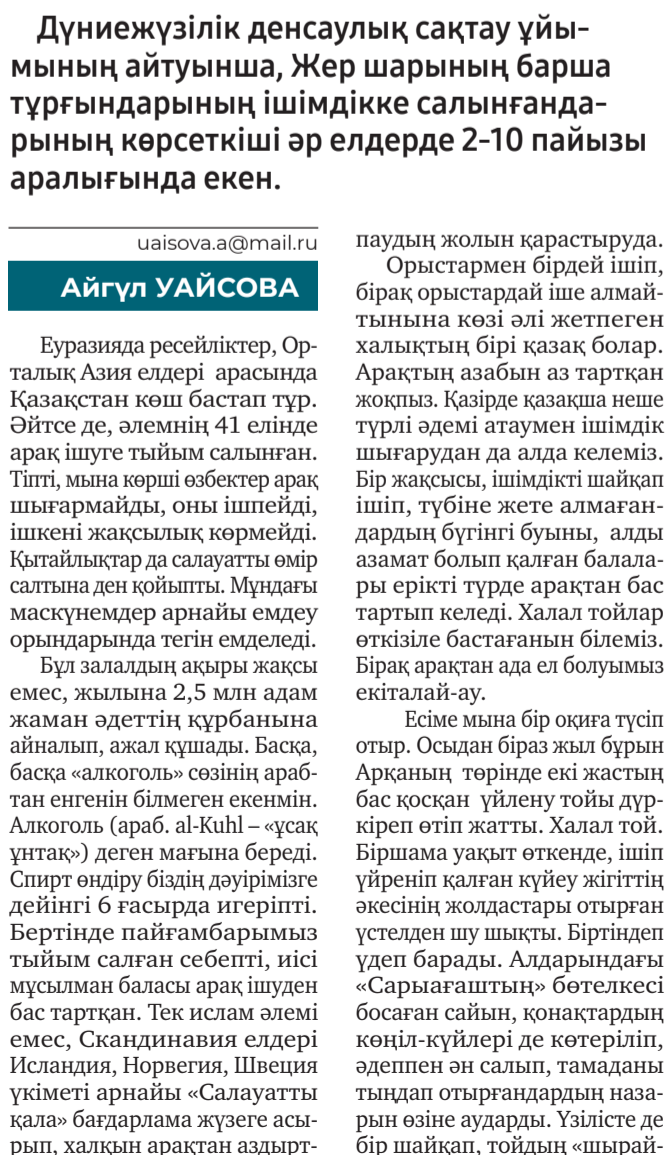 Дүниежүзілік денсаулық сақтау ұйы-
мының айтуынша, Жер шарының барша
тұрғындарының ішімдікке салынғанда-
рының көрсеткіші әр елдерде 2-10 пайызы
аралығында екен.
uaisova.a@mail.ru
Айгүл УАЙСОВА
Еуразияда ресейліктер, Ор-
талық Азия елдері арасында
Қазақстан көш бастап тұр.
Әйтсе де, әлемнің 41 елінде
арақ ішуге тыйым салынған.
Тіпті, мына көрші өзбектер арақ
шығармайды, оны ішпейді,
ішкені жақсылық көрмейді.
Қытайлықтар да салауатты өмір
салтына ден қойыпты. Мұндағы
маскүнемдер арнайы емдеу
орындарында тегін емделеді.
Бұл залалдың ақыры жақсы
емес, жылына 2,5 млн адам
жаман әдеттің құрбанына
айналып, ажал құшады. Басқа,
басқа «алкоголь» сөзінің араб-
тан енгенін білмеген екенмін.
Алкоголь (араб. al-Kuhl – «ұсақ
ұнтақ») деген мағына береді.
Спирт өндіру біздің дәуірімізге
дейінгі 6 ғасырда игеріпті.
Бертінде пайғамбарымыз
тыйым салған себепті, иісі
мұсылман баласы арақ ішуден
бас тартқан. Тек ислам әлемі
емес, Скандинавия елдері
Исландия, Норвегия, Швеция
үкіметі арнайы «Салауатты
қала» бағдарлама жүзеге асы-
рып, халқын арақтан аздырт-
паудың жолын қарастыруда.
Орыстармен бірдей ішіп,
бірақ орыстардай іше алмай-
тынына көзі әлі жетпеген
халықтың бірі қазақ болар.
Арақтың азабын аз тартқан
жоқпыз. Қазірде қазақша неше
түрлі әдемі атаумен ішімдік
шығарудан да алда келеміз.
Бір жақсысы, ішімдікті шайқап
ішіп, түбіне жете алмаған-
дардың бүгінгі буыны, алды
азамат болып қалған балала-
ры ерікті түрде арақтан бас
тартып келеді. Халал тойлар
өткізіле бастағанын білеміз.
Бірақ арақтан ада ел болуымыз
екіталай-ау.
Есіме мына бір оқиға түсіп
отыр. Осыдан біраз жыл бұрын
Арқаның төрінде екі жастың
бас қосқан үйлену тойы дүр-
кіреп өтіп жатты. Халал той.
Біршама уақыт өткенде, ішіп
үйреніп қалған күйеу жігіттің
әкесінің жолдастары отырған
үстелден шу шықты. Біртіндеп
үдеп барады. Алдарындағы
«Сарыағаштың» бөтелкесі
босаған сайын, қонақтардың
көңіл-күйлері де көтеріліп,
әдеппен ән салып, тамаданы
тыңдап отырғандардың наза-
рын өзіне аударды. Үзілісте де
бір шайқап, тойдың «шырай-